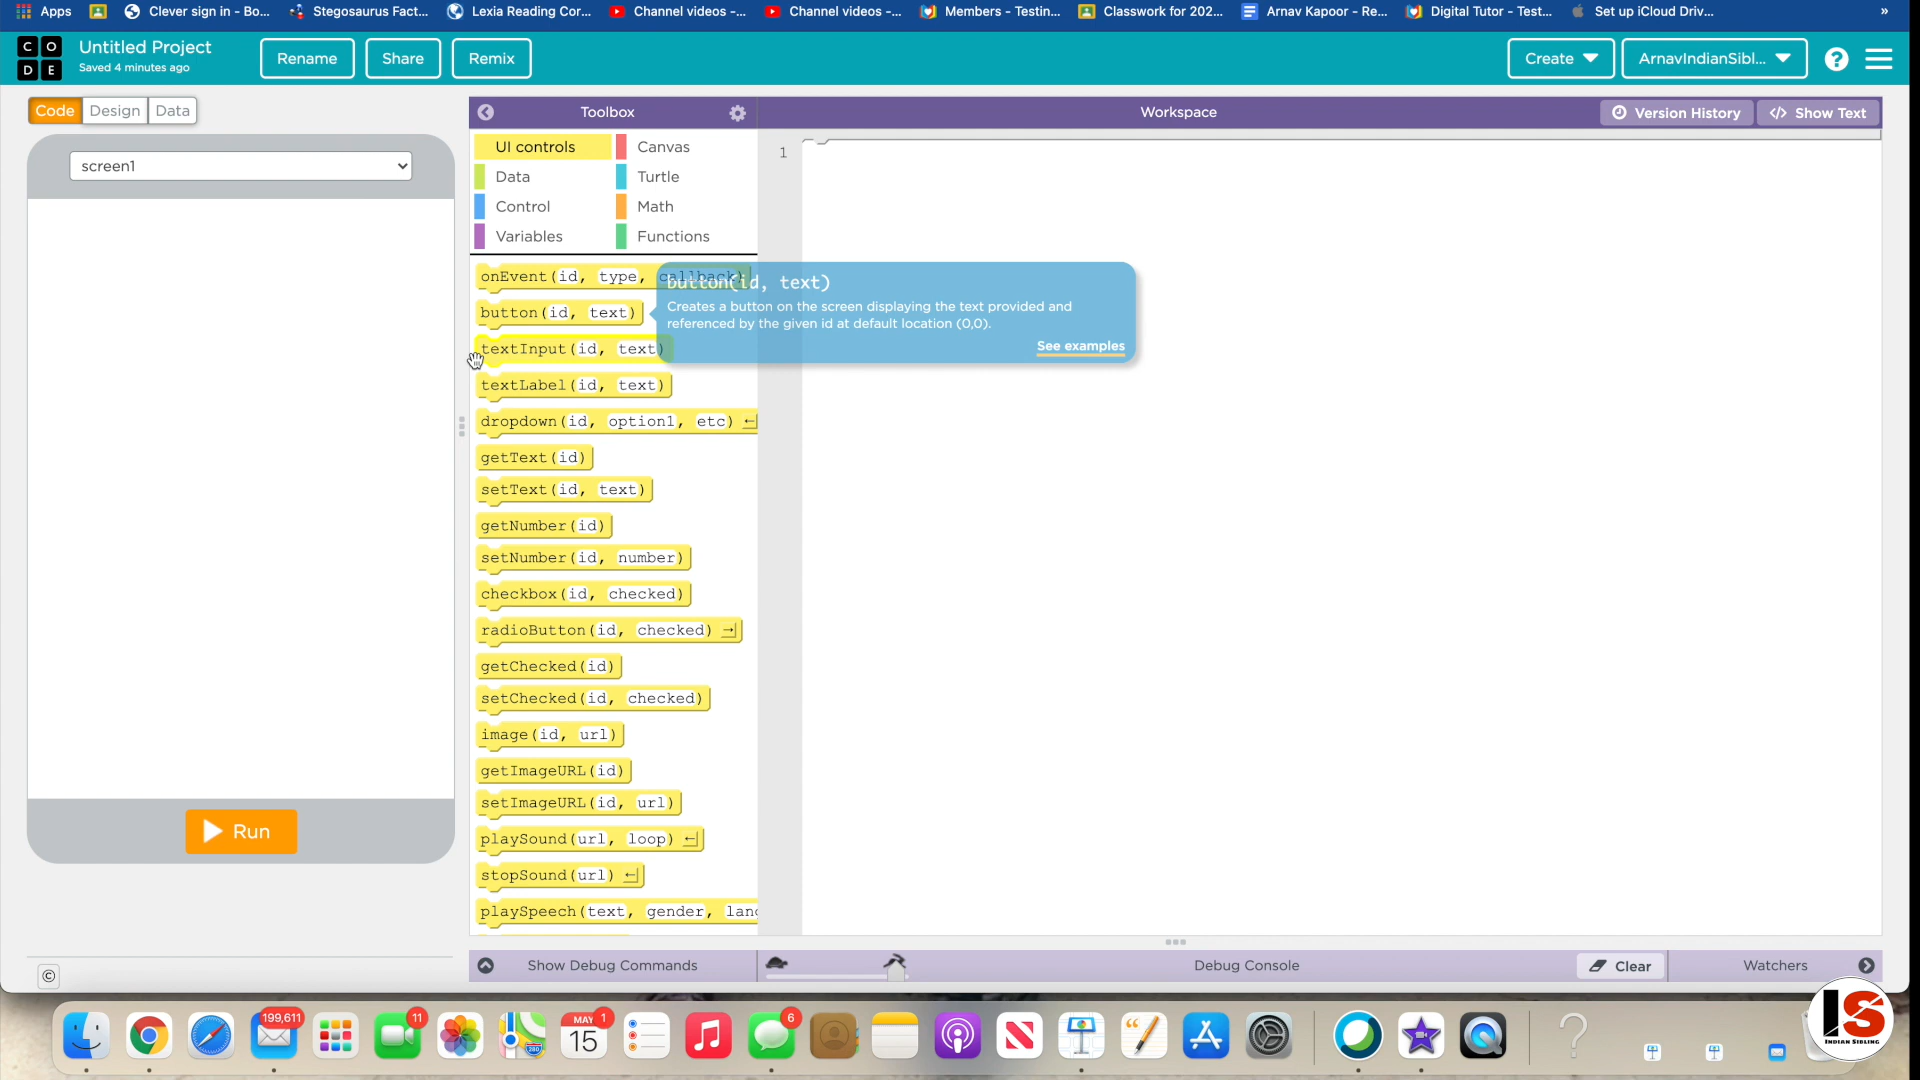 Apps Clever sign in - Bo... Stegosaurus Fact... Lexia Reading Cor... Channel videos -... Channel videos -... Members - Testin... Classwork for 202... Arnav Kapoor - Re... Digital Tutor - Test... Set up iCloud Driv... »
CODE
Untitled Project
Saved 4 minutes ago
Rename Share Remix Create ArnavIndianSibl... ?
Code Design Data
screen1
Run
©
Toolbox Workspace Version History </> Show Text
UI controls Canvas
Data Turtle
Control Math
Variables Functions
1
onEvent(id, type, callback)
button(id, text)
textInput(id, text)
textLabel(id, text)
dropdown(id, option1, etc) ←
getText(id)
setText(id, text)
getNumber(id)
setNumber(id, number)
checkbox(id, checked)
radioButton(id, checked) →
getChecked(id)
setChecked(id, checked)
image(id, url)
getImageURL(id)
setImageURL(id, url)
playSound(url, loop) ←
stopSound(url) ←
playSpeech(text, gender, lang
button(id, text)
Creates a button on the screen displaying the text provided and
referenced by the given id at default location (0,0).
See examples
Show Debug Commands Debug Console Clear Watchers
199,611 11 MAY 1 6
15
280
?
IS
INDIAN SIBLING